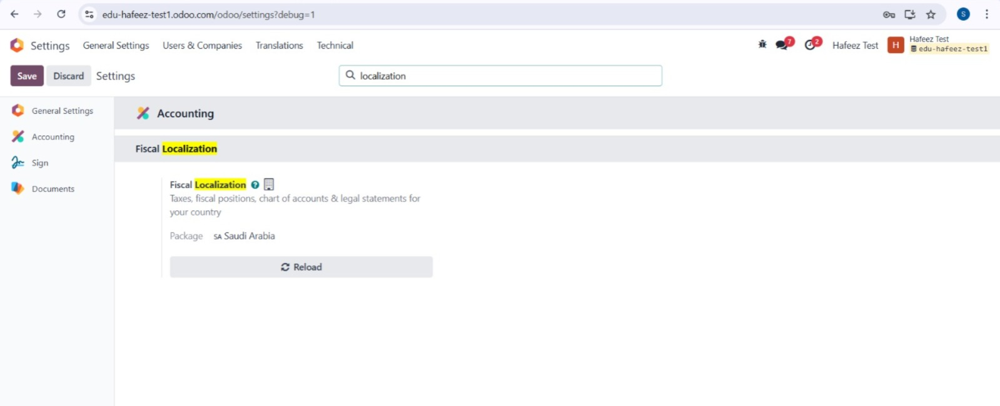 edu-hafeez-test1.odoo.com/odoo/settings?debug=1
S
Settings General Settings Users & Companies Translations Technical
7 2 Hafeez Test H Hafeez Test
edu-hafeez-test1
Save Discard Settings
localization
General Settings
Accounting
Sign
Documents
Accounting
Fiscal Localization
Fiscal Localization ?
Taxes, fiscal positions, chart of accounts & legal statements for
your country
Package SA Saudi Arabia
Reload